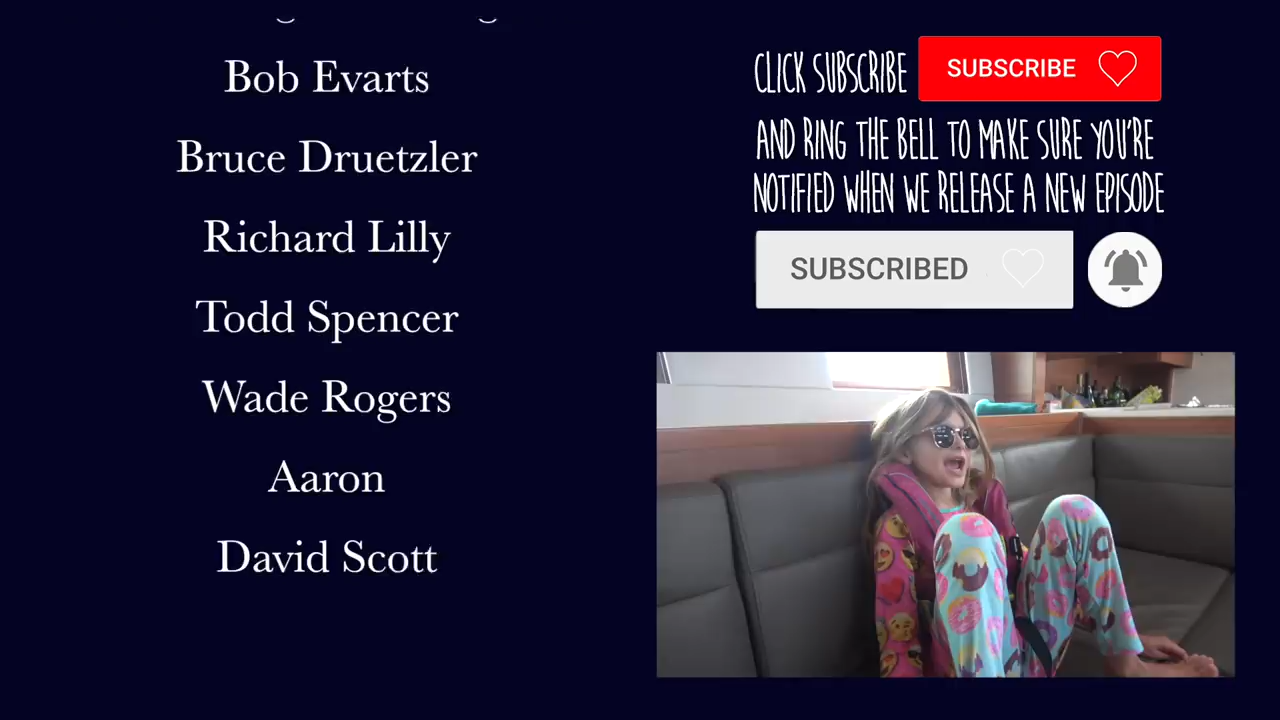 Bob Evarts
Bruce Druetzler
Richard Lilly
Todd Spencer
Wade Rogers
Aaron
David Scott
CLICK SUBSCRIBE SUBSCRIBE
AND RING THE BELL TO MAKE SURE YOU'RE
NOTIFIED WHEN WE RELEASE A NEW EPISODE
SUBSCRIBED